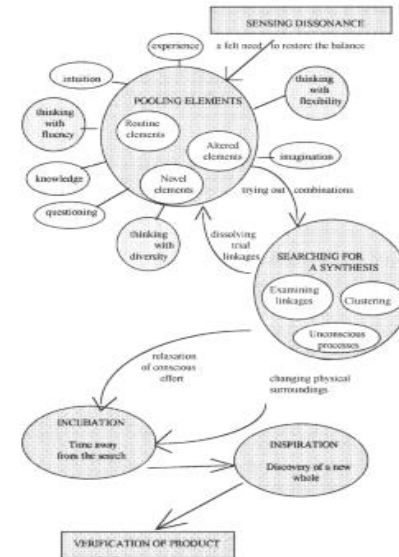 SENSING DISSONANCE
experience
a felt need to restore the balance
intuition
POOLING ELEMENTS
thinking
with
flexibility
thinking
with
fluency
Routine
elements
Altered
elements
imagination
knowledge
Novel
elements
trying out combinations
questioning
thinking
with
diversity
dissolving
trial
linkages
SEARCHING FOR
A SYNTHESIS
Examining
linkages
Clustering
Unconscious
processes
relaxation
of conscious
effort
changing physical
surroundings
INCUBATION
Time away
from the search
INSPIRATION
Discovery of a new
whole
VERIFICATION OF PRODUCT